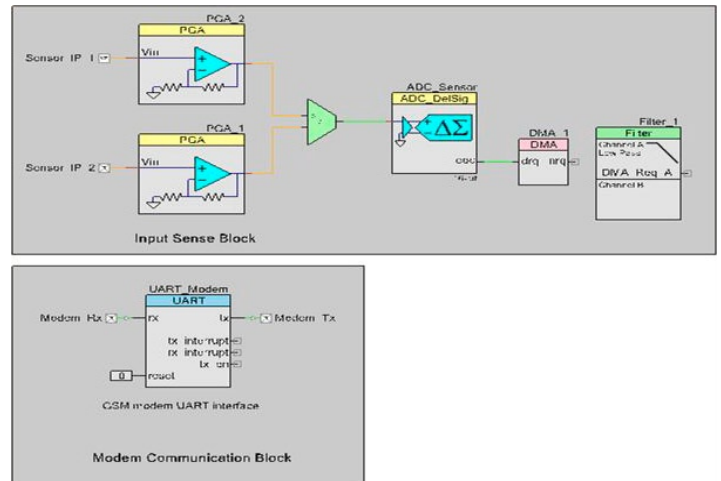 PGA_2
PGA
Sensor IP 1
Vin
ADC_Sensor
ADC_DelSig
ΔΣ
eoc
PGA_1
PGA
Sensor IP 2
Vin
DMA_1
DMA
drq nrq
Filter_1
Filter
Channel A
Low Pass
DMA Req A
Channel B
Input Sense Block
UART_Modem
UART
Modem Rx
rx
tx
Modem Tx
tx interrupt
rx interrupt
tx en
0
reset
GSM modem UART interface
Modem Communication Block